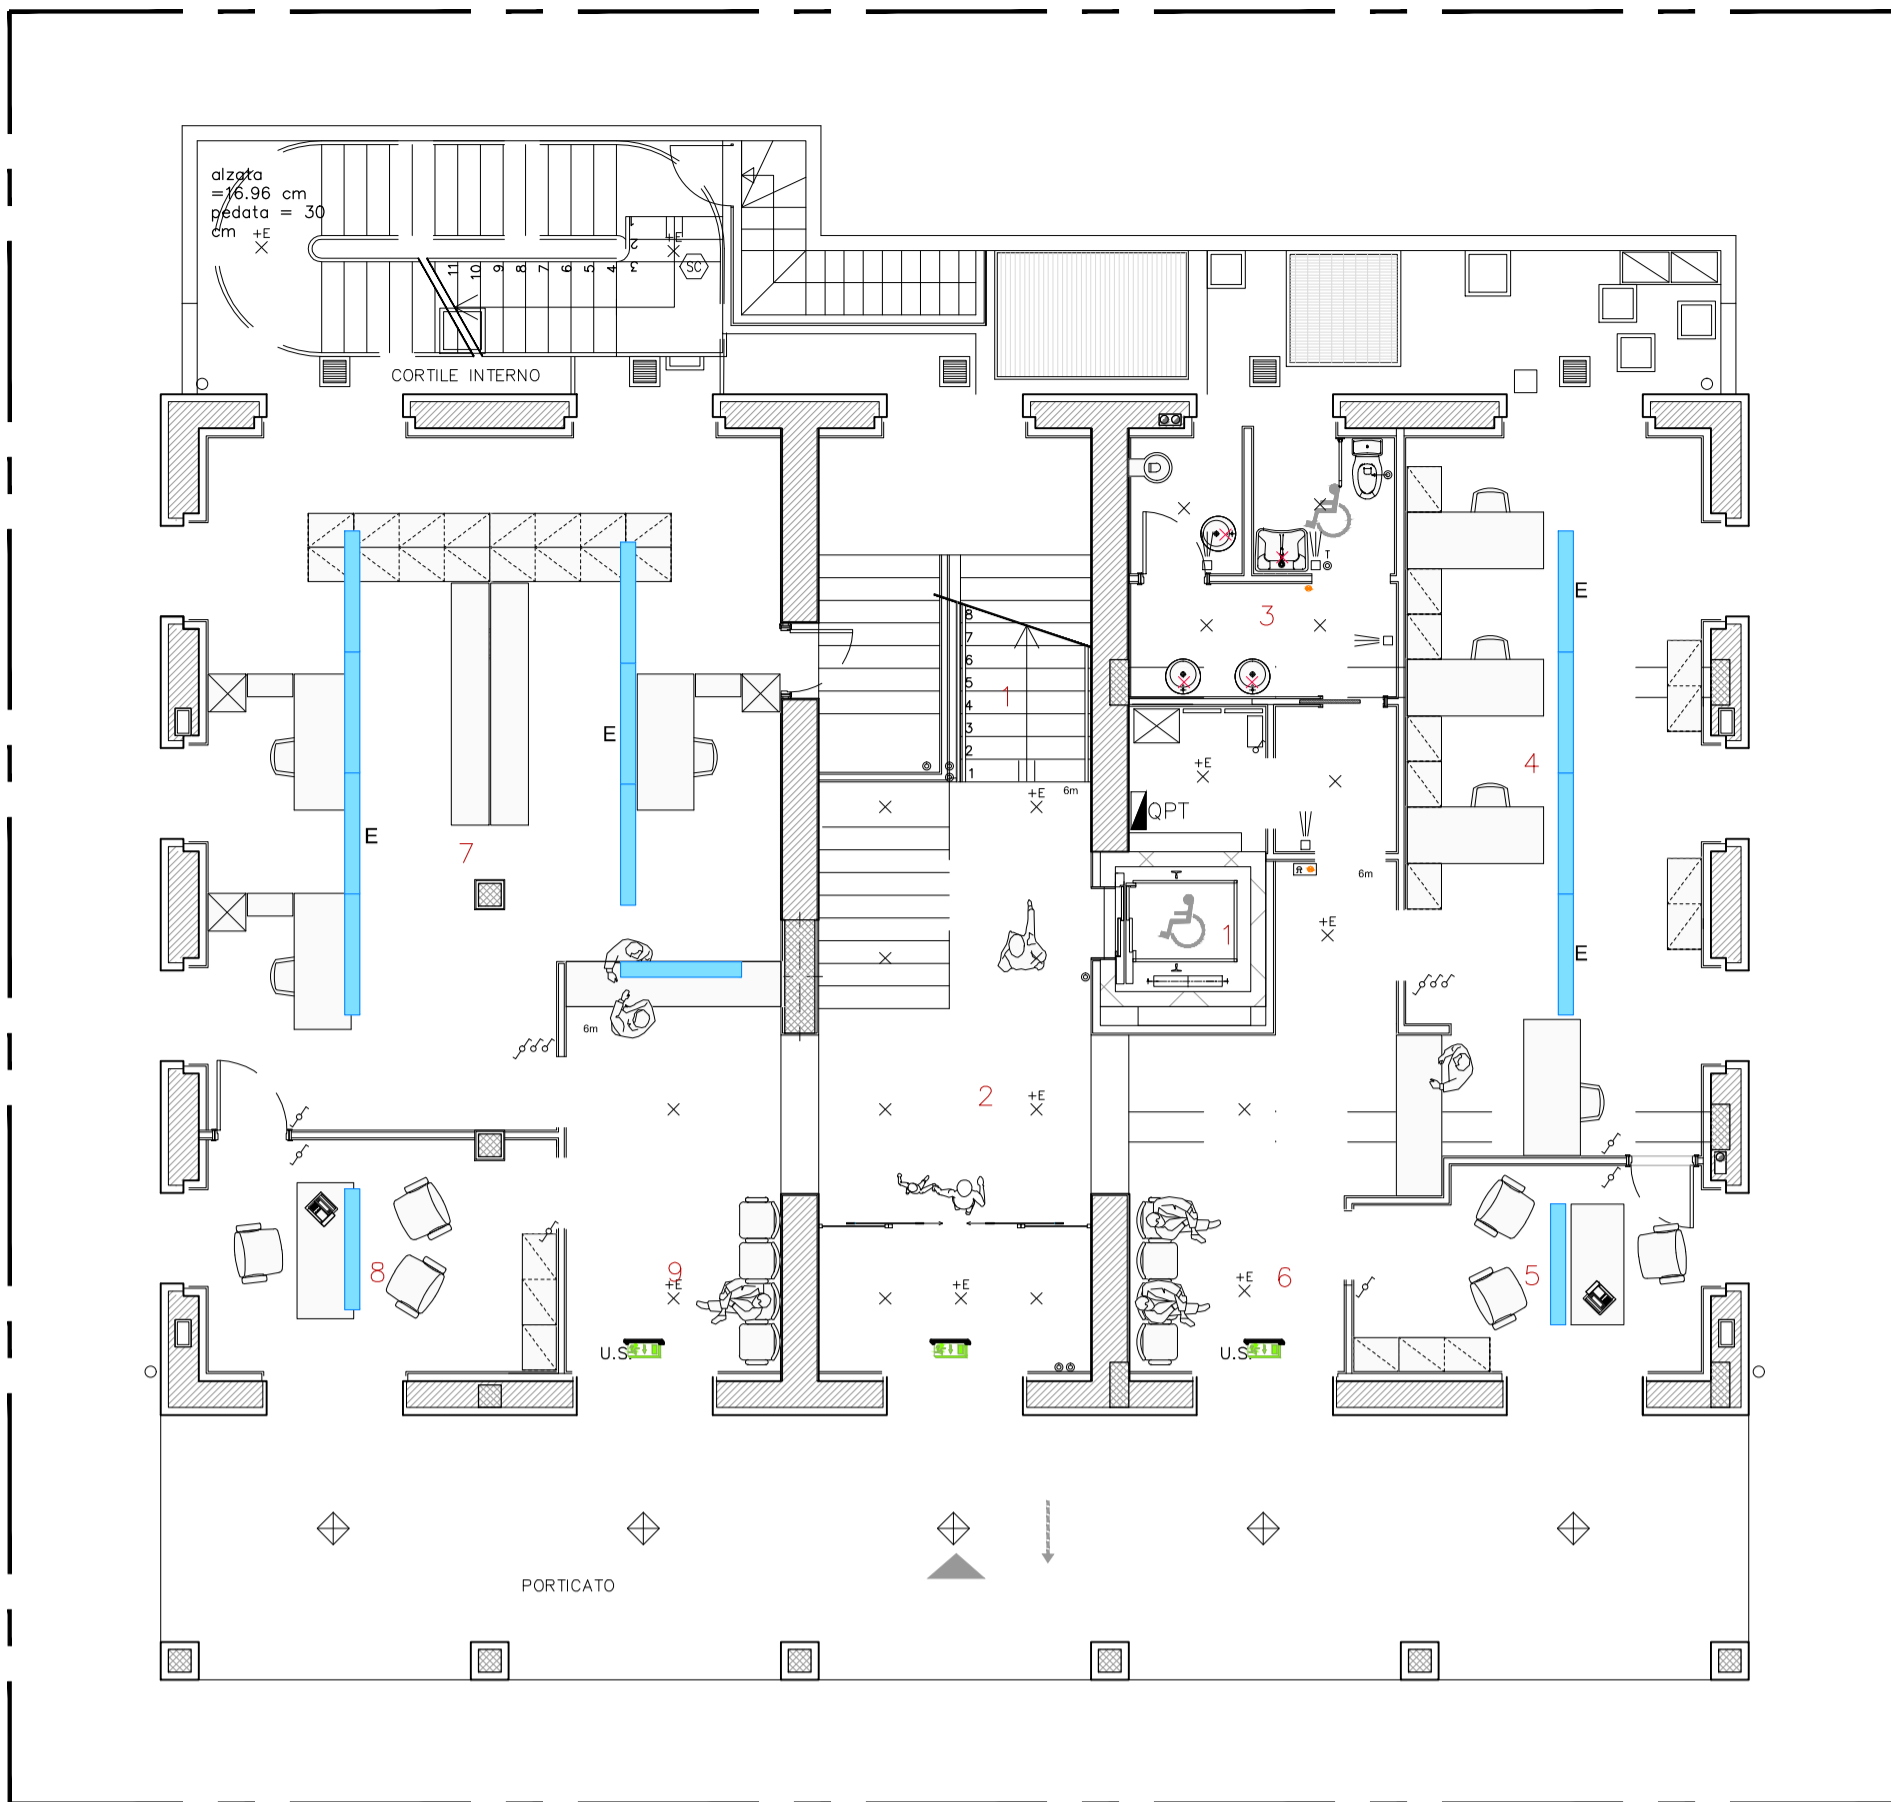 alzata
=16.96 cm
pedata = 30
cm
+E
+E
SC
1
2
3
11
10
9
8
7
6
5
4
CORTILE INTERNO
T
3
E
8
7
6
5
4
3
2
1
1
E
4
+E
+E
6m
QPT
E
7
6m
+E
1
E
6m
2
+E
8
9
+E
+E
+E
6
5
U.S.
U.S.
PORTICATO